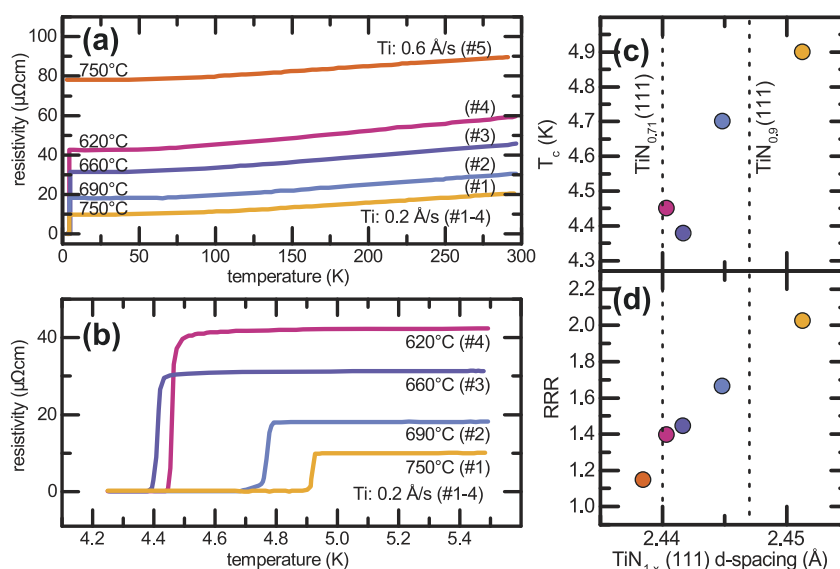 (a)
Ti: 0.6 Å/s (#5)
750°C
(#4)
620°C
(#3)
660°C
(#2)
690°C
(#1)
750°C
Ti: 0.2 Å/s (#1-4)
resistivity (µΩcm)
100
80
60
40
20
0
0 50 100 150 200 250 300
temperature (K)
(b)
620°C (#4)
660°C (#3)
690°C (#2)
750°C (#1)
Ti: 0.2 Å/s (#1-4)
resistivity (µΩcm)
40
20
0
4.2 4.4 4.6 4.8 5.0 5.2 5.4
temperature (K)
(c)
TiN0,71(111)
TiN0,9(111)
Tc (K)
4.9
4.8
4.7
4.6
4.5
4.4
4.3
(d)
RRR
2.2
2.0
1.8
1.6
1.4
1.2
1.0
2.44 2.45
TiN1-x (111) d-spacing (Å)